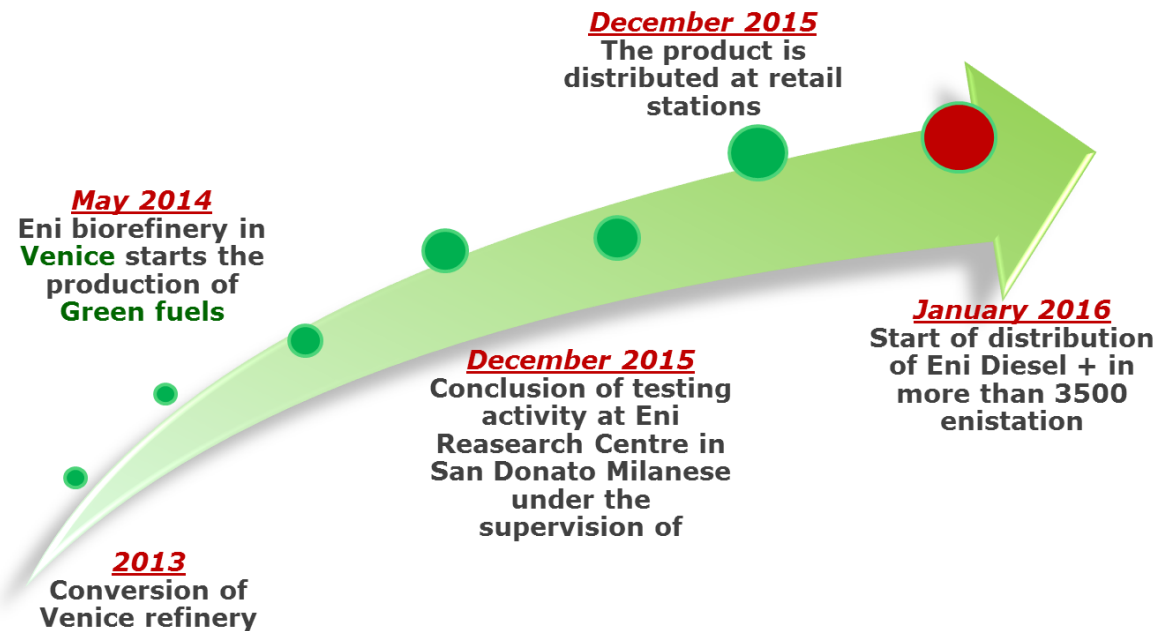 December 2015
The product is
distributed at retail
stations
May 2014
Eni biorefinery in
Venice starts the
production of
Green fuels
January 2016
Start of distribution
of Eni Diesel + in
more than 3500
enistation
December 2015
Conclusion of testing
activity at Eni
Reasearch Centre in
San Donato Milanese
under the
supervision of
2013
Conversion of
Venice refinery